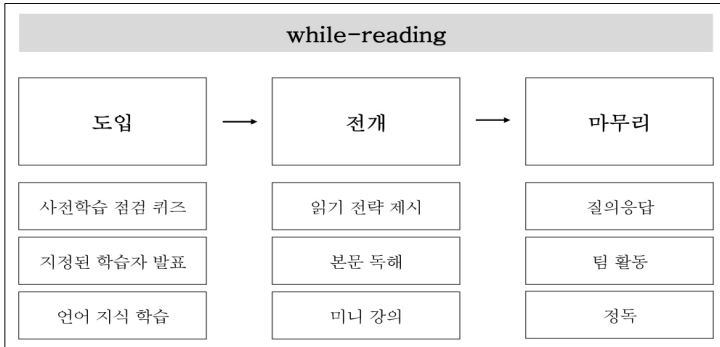 while-reading
도입 → 전개 → 마무리
사전학습 점검 퀴즈 읽기 전략 제시 질의응답
지정된 학습자 발표 본문 독해 팀 활동
언어 지식 학습 미니 강의 정독